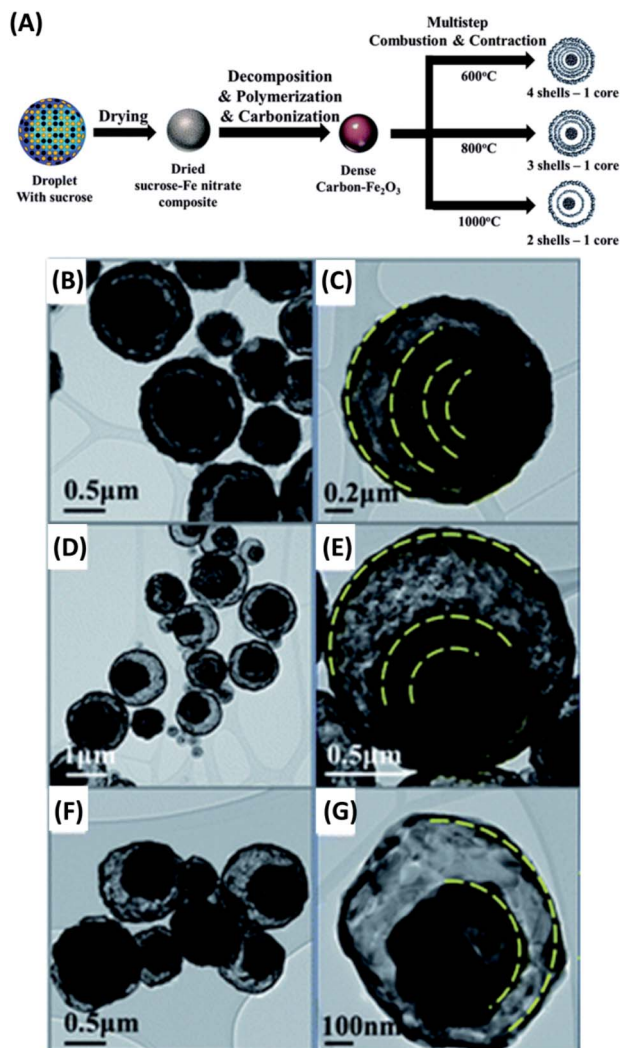 (A)
Multistep
Combustion & Contraction
Decomposition
& Polymerization
& Carbonization
Drying
600°C
4 shells – 1 core
800°C
3 shells – 1 core
1000°C
2 shells – 1 core
Droplet
With sucrose
Dried
sucrose-Fe nitrate
composite
Dense
Carbon-Fe₂O₃
(B)
0.5μm
(C)
0.2μm
(D)
1μm
(E)
0.5μm
(F)
0.5μm
(G)
100nm